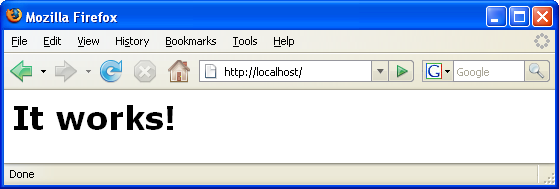 Mozilla Firefox
File Edit View History Bookmarks Tools Help
http://localhost/ G Google
It works!
Done